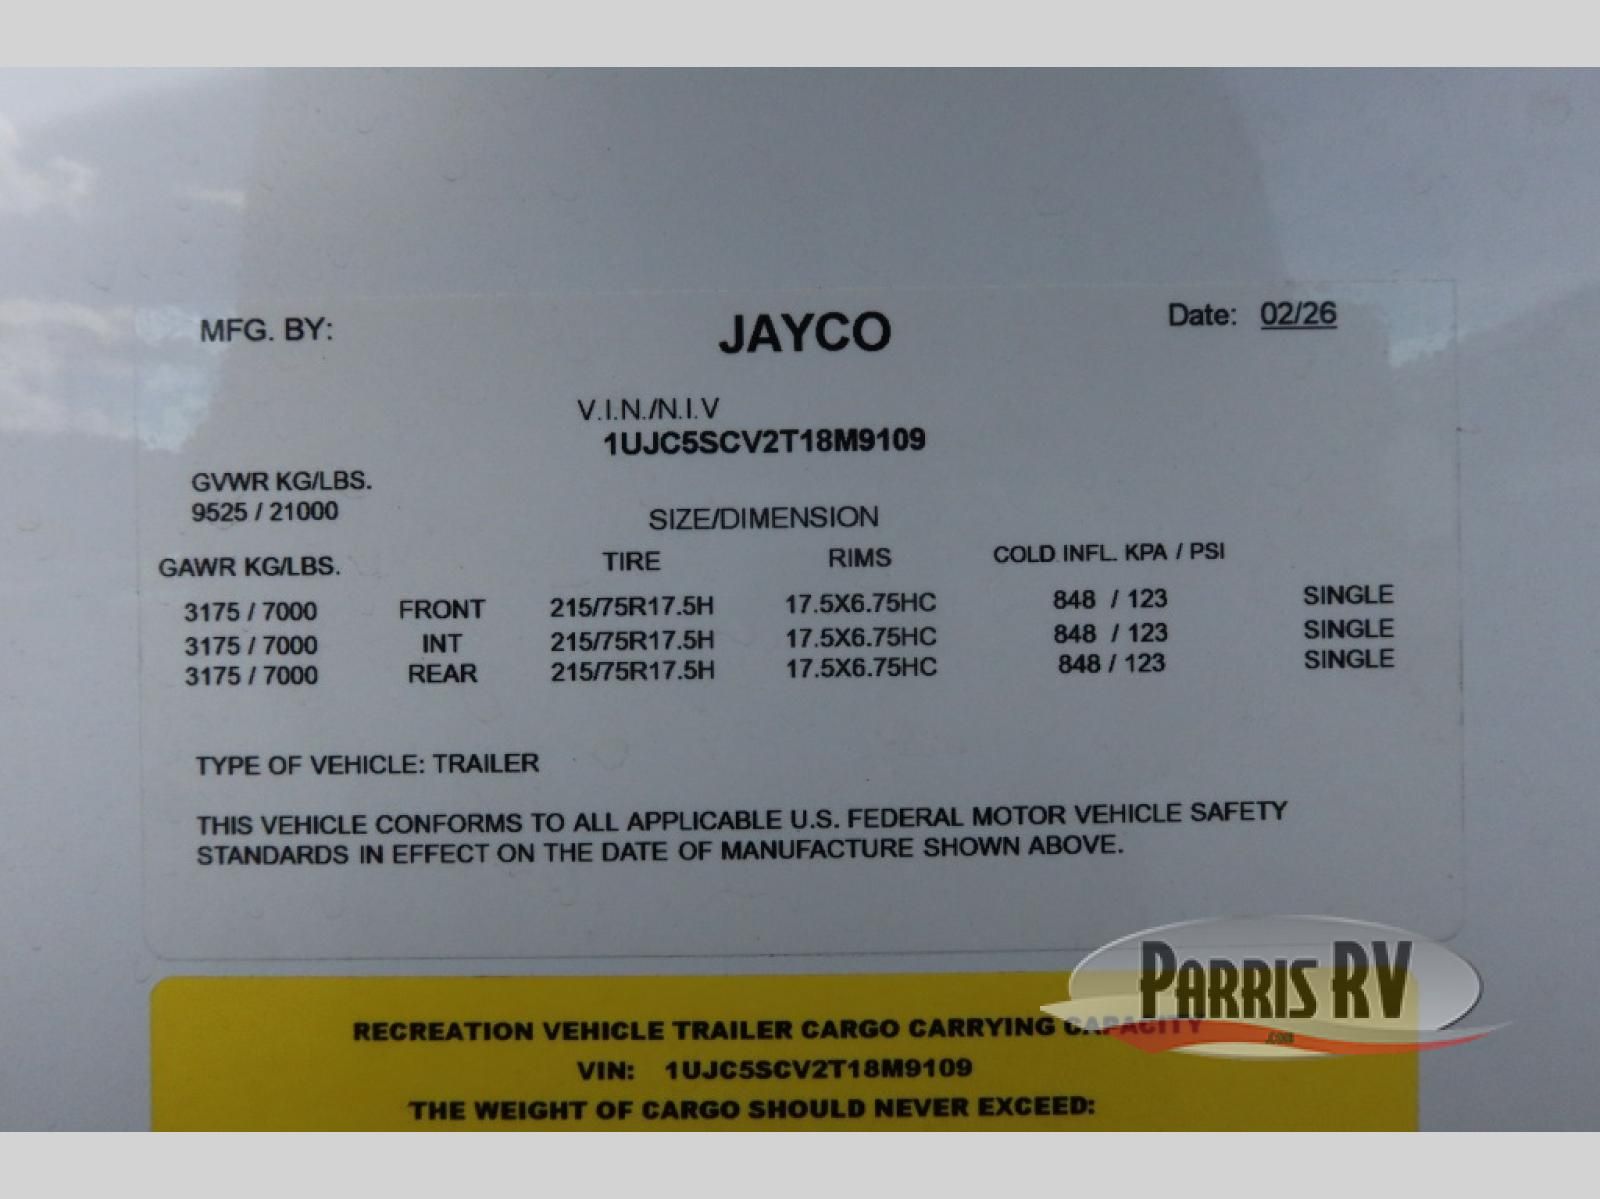 MFG. BY: JAYCO Date: 02/26
V.I.N./N.I.V
1UJC5SCV2T18M9109
GVWR KG/LBS.
9525 / 21000
SIZE/DIMENSION
GAWR KG/LBS. TIRE RIMS COLD INFL. KPA / PSI
3175 / 7000 FRONT 215/75R17.5H 17.5X6.75HC 848 / 123 SINGLE
3175 / 7000 INT 215/75R17.5H 17.5X6.75HC 848 / 123 SINGLE
3175 / 7000 REAR 215/75R17.5H 17.5X6.75HC 848 / 123 SINGLE
TYPE OF VEHICLE: TRAILER
THIS VEHICLE CONFORMS TO ALL APPLICABLE U.S. FEDERAL MOTOR VEHICLE SAFETY
STANDARDS IN EFFECT ON THE DATE OF MANUFACTURE SHOWN ABOVE.
PARRIS RV
.COM
RECREATION VEHICLE TRAILER CARGO CARRYING CAPACITY
VIN: 1UJC5SCV2T18M9109
THE WEIGHT OF CARGO SHOULD NEVER EXCEED: